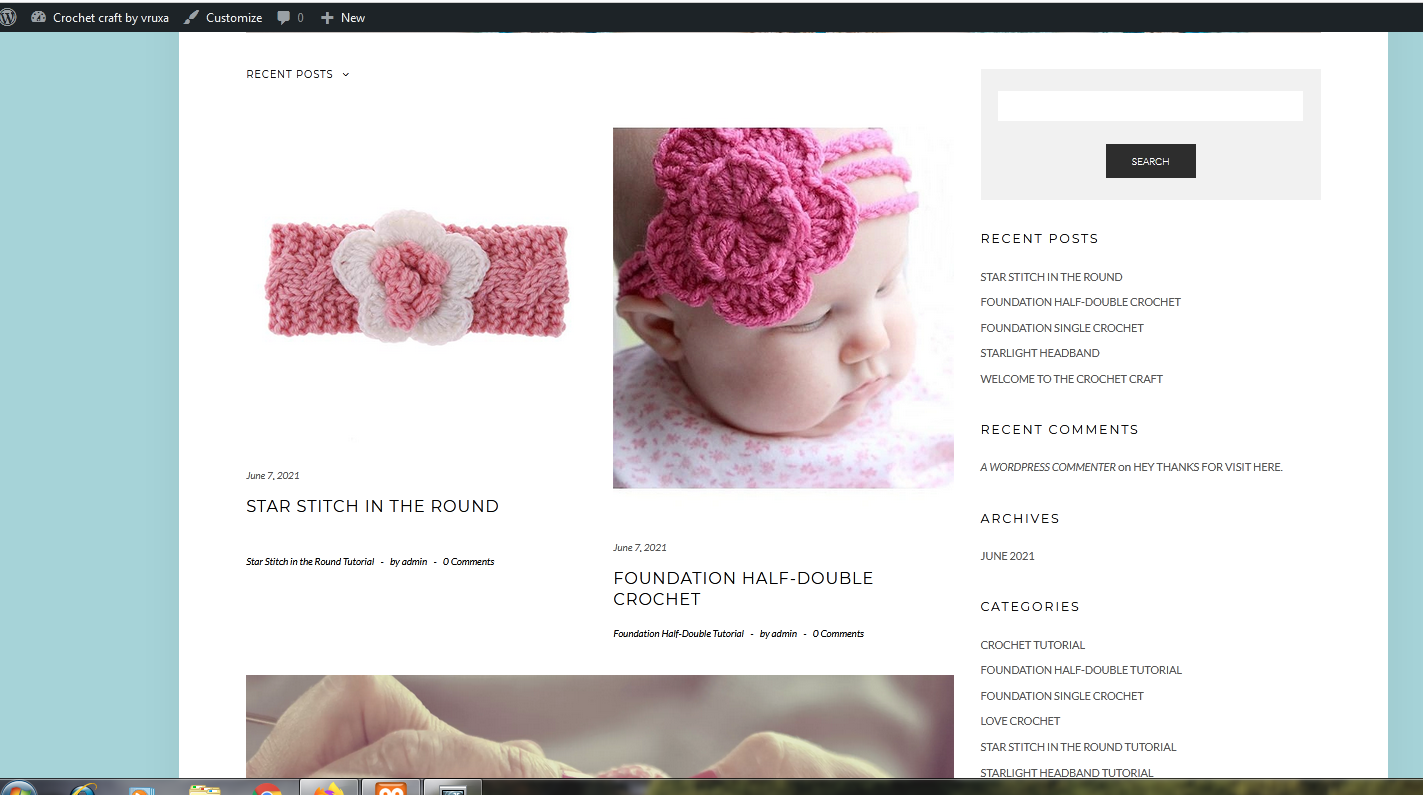 Crochet craft by vruxa Customize 0 New
RECENT POSTS
June 7, 2021
STAR STITCH IN THE ROUND
Star Stitch in the Round Tutorial - by admin - 0 Comments
June 7, 2021
FOUNDATION HALF-DOUBLE
CROCHET
Foundation Half-Double Tutorial - by admin - 0 Comments
SEARCH
RECENT POSTS
STAR STITCH IN THE ROUND
FOUNDATION HALF-DOUBLE CROCHET
FOUNDATION SINGLE CROCHET
STARLIGHT HEADBAND
WELCOME TO THE CROCHET CRAFT
RECENT COMMENTS
A WORDPRESS COMMENTER on HEY THANKS FOR VISIT HERE.
ARCHIVES
JUNE 2021
CATEGORIES
CROCHET TUTORIAL
FOUNDATION HALF-DOUBLE TUTORIAL
FOUNDATION SINGLE CROCHET
LOVE CROCHET
STAR STITCH IN THE ROUND TUTORIAL
STARLIGHT HEADBAND TUTORIAL